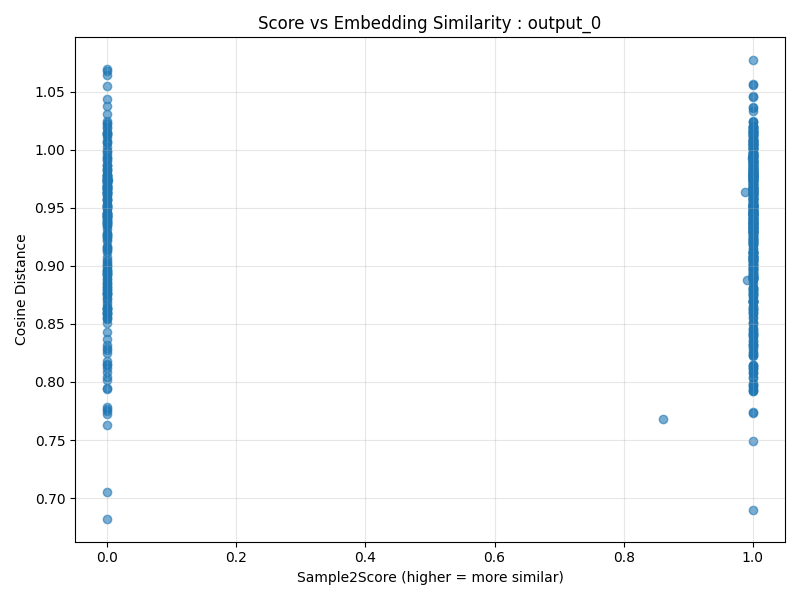 Score vs Embedding Similarity : output_0
Cosine Distance
1.05
1.00
0.95
0.90
0.85
0.80
0.75
0.70
0.0 0.2 0.4 0.6 0.8 1.0
Sample2Score (higher = more similar)